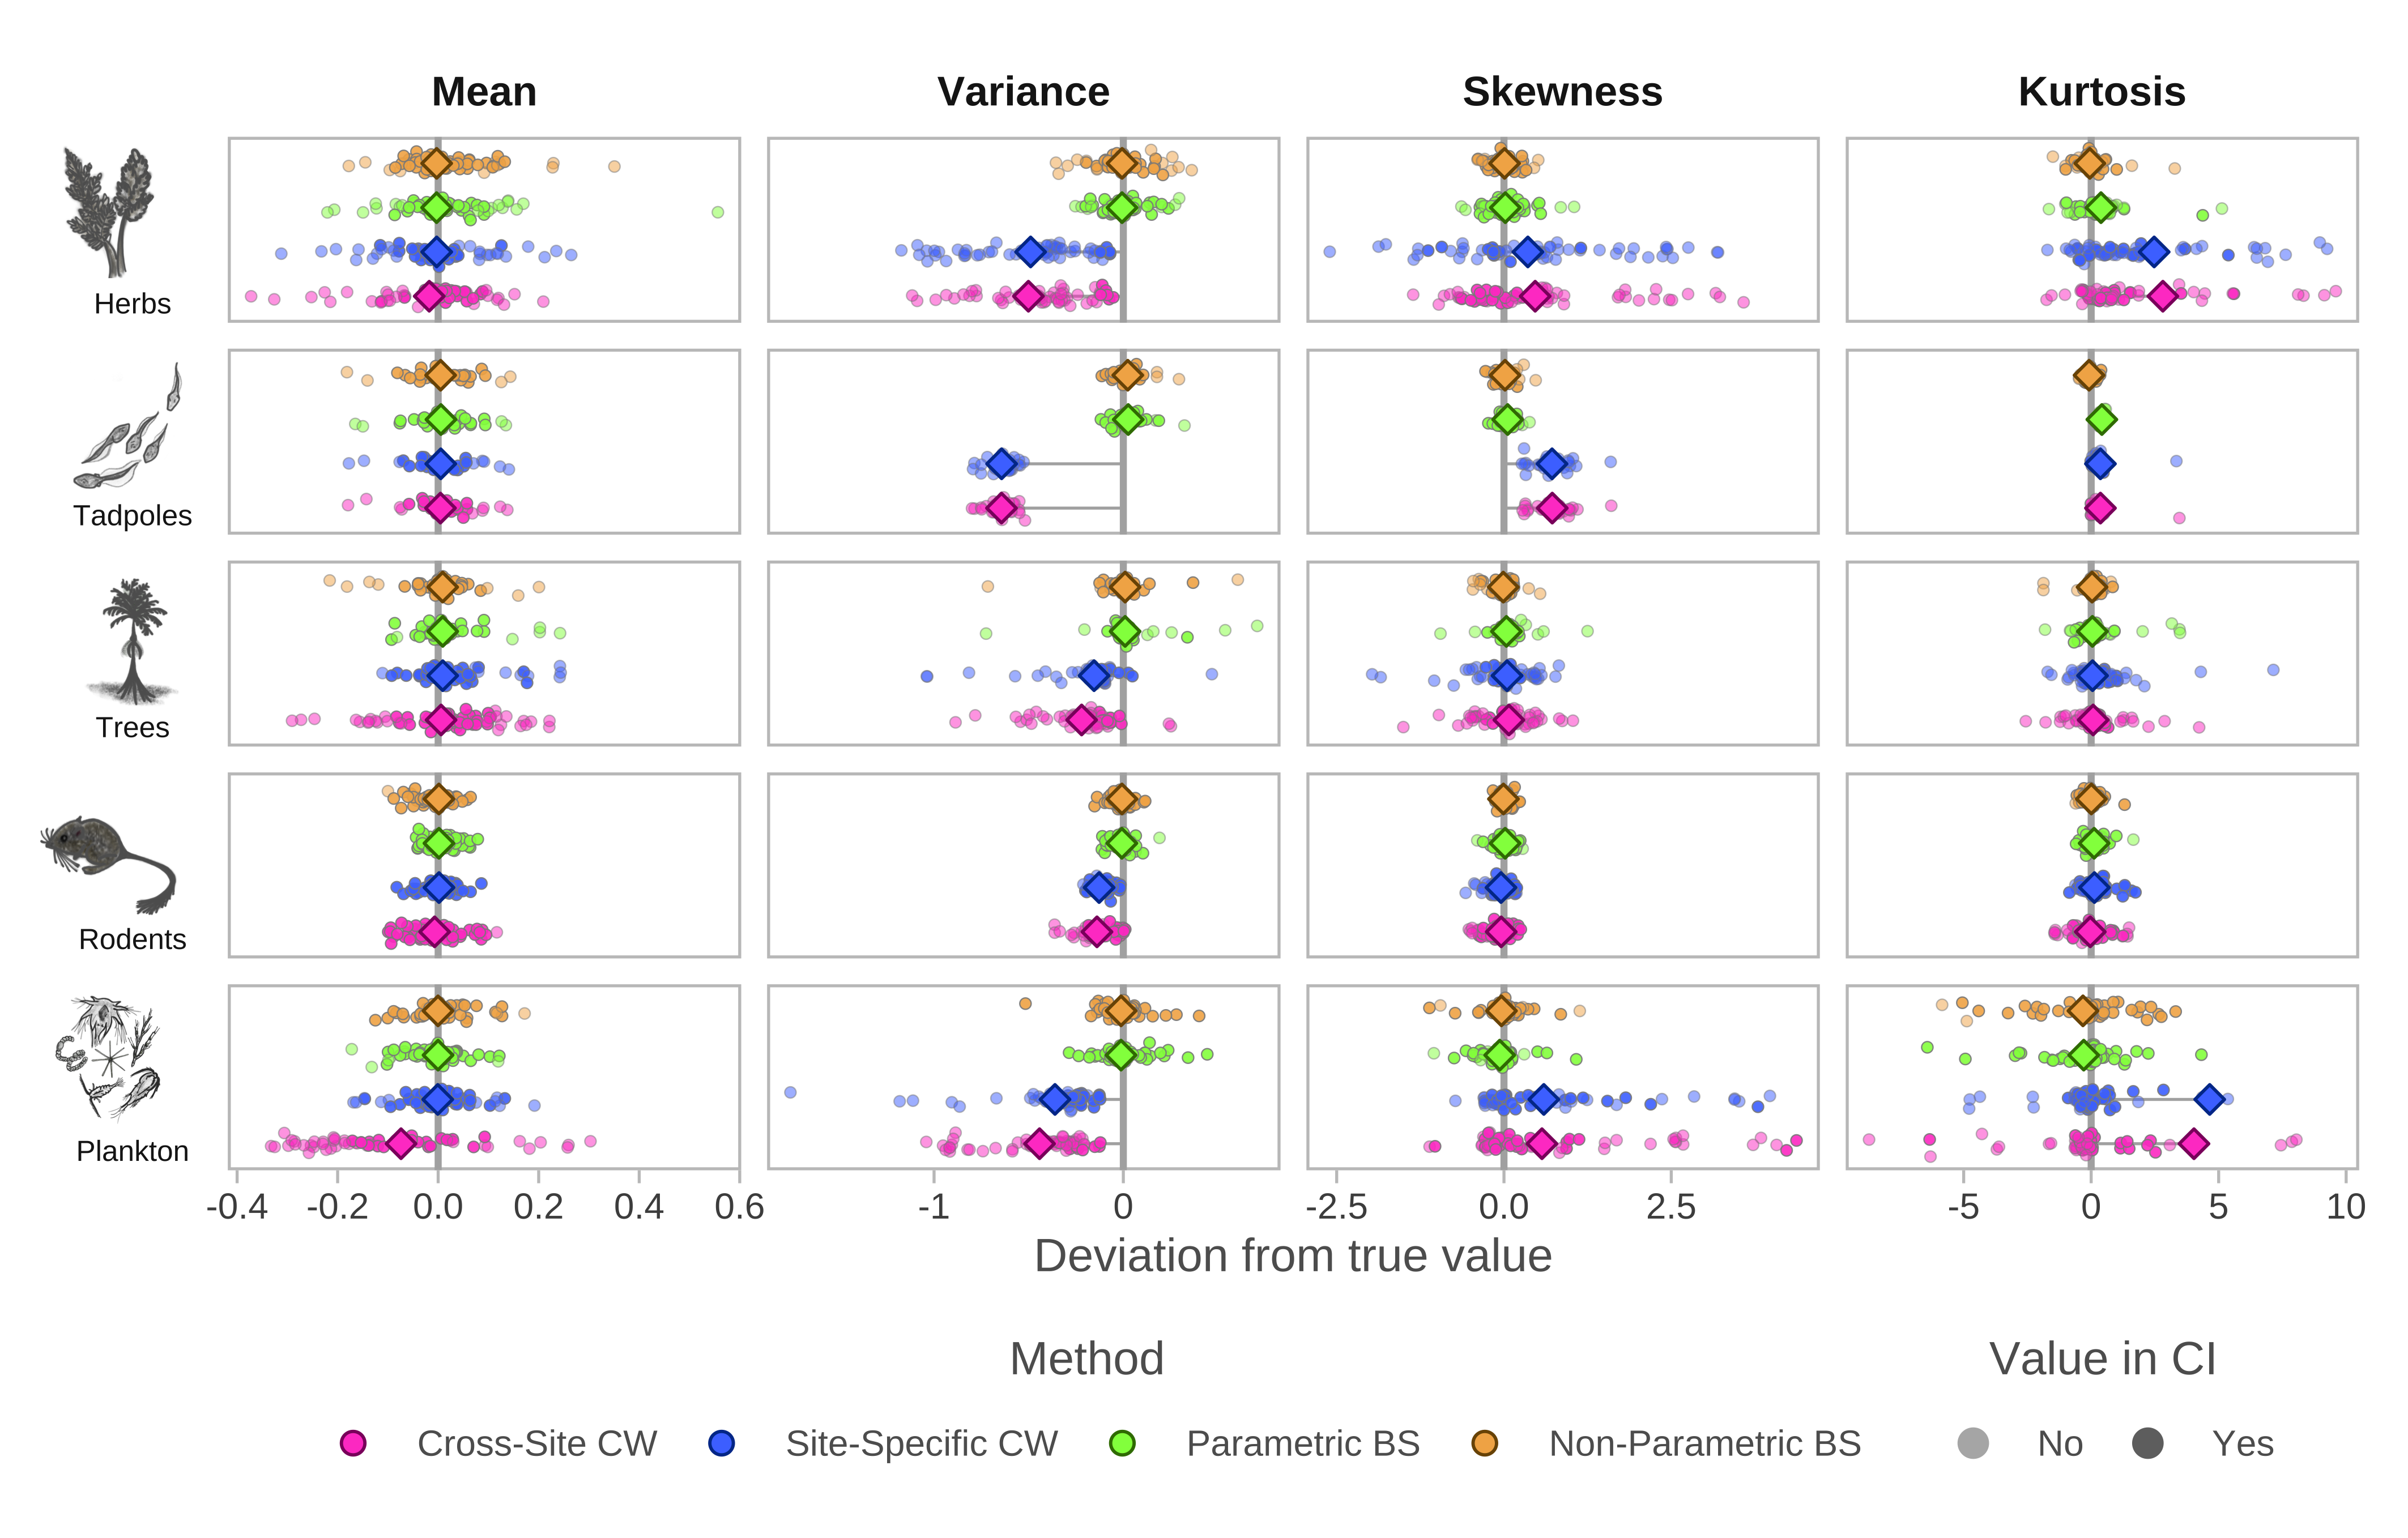 Mean Variance Skewness Kurtosis
Herbs
Tadpoles
Trees
Rodents
Plankton
-0.4 -0.2 0.0 0.2 0.4 0.6 -1 0 -2.5 0.0 2.5 -5 0 5 10
Deviation from true value
Method Value in CI
Cross-Site CW Site-Specific CW Parametric BS Non-Parametric BS No Yes